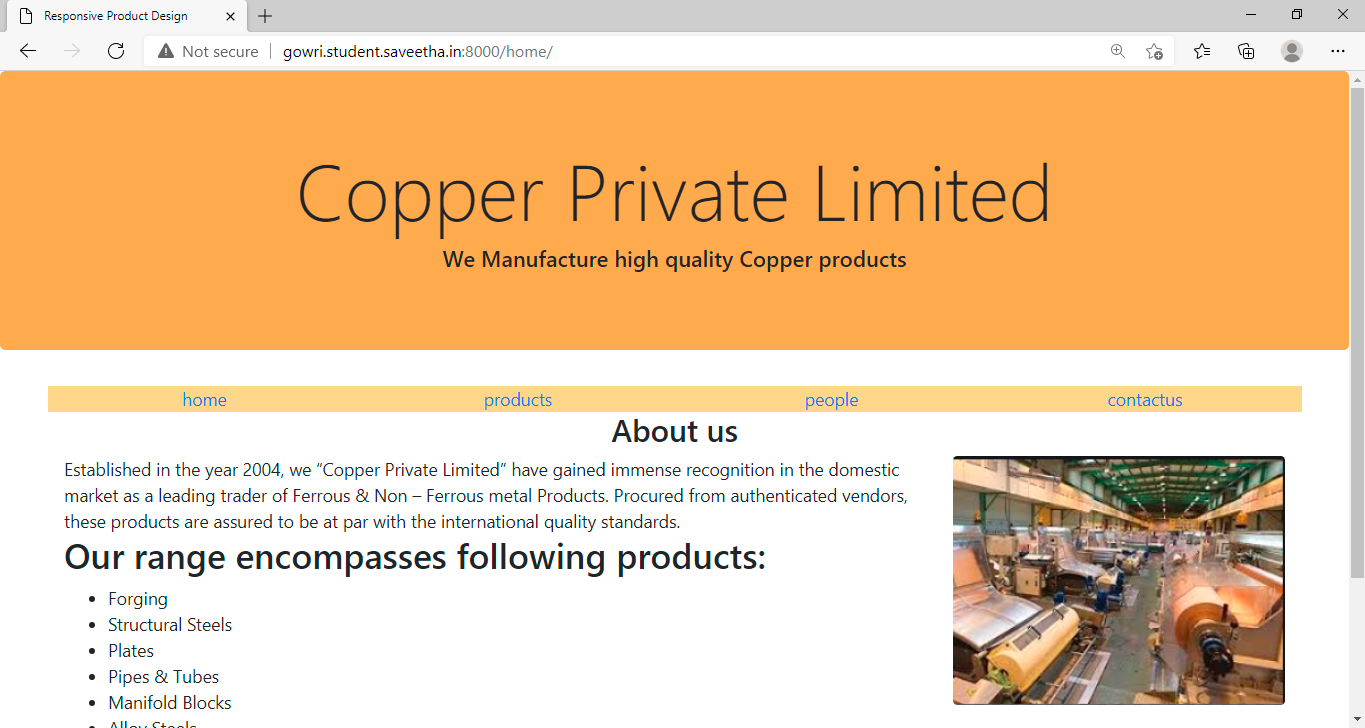 Responsive Product Design
Not secure
gowri.student.saveetha.in:8000/home/
Copper Private Limited
We Manufacture high quality Copper products
home products people contactus
About us
Established in the year 2004, we “Copper Private Limited” have gained immense recognition in the domestic
market as a leading trader of Ferrous & Non – Ferrous metal Products. Procured from authenticated vendors,
these products are assured to be at par with the international quality standards.
Our range encompasses following products:
Forging
Structural Steels
Plates
Pipes & Tubes
Manifold Blocks
Alloy Steels